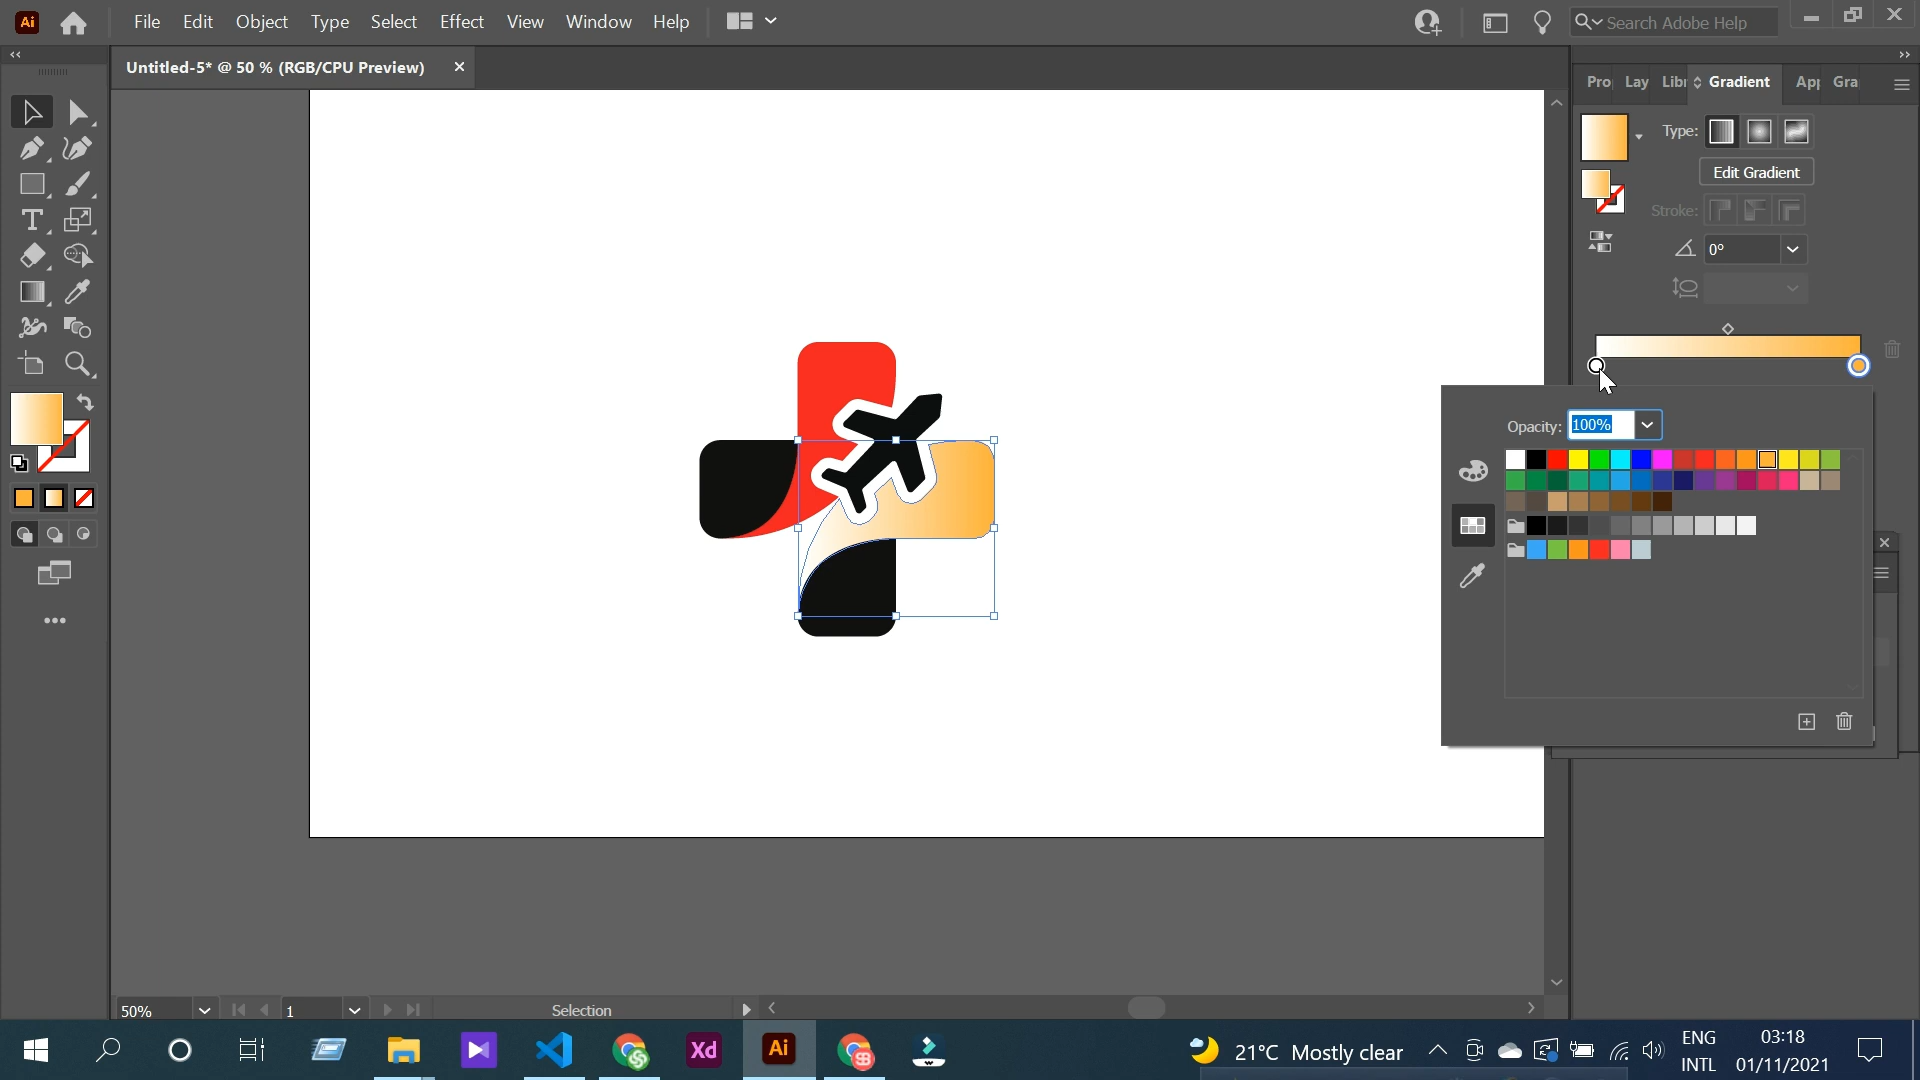 Ai File Edit Object Type Select Effect View Window Help Search Adobe Help
Untitled-5* @ 50 % (RGB/CPU Preview)
Pro Lay Libr Gradient App Gra
Type:
Edit Gradient
Stroke:
0°
Opacity: 100%
T
50% 1 Selection
Xd Ai
21°C Mostly clear
ENG
INTL
03:18
01/11/2021